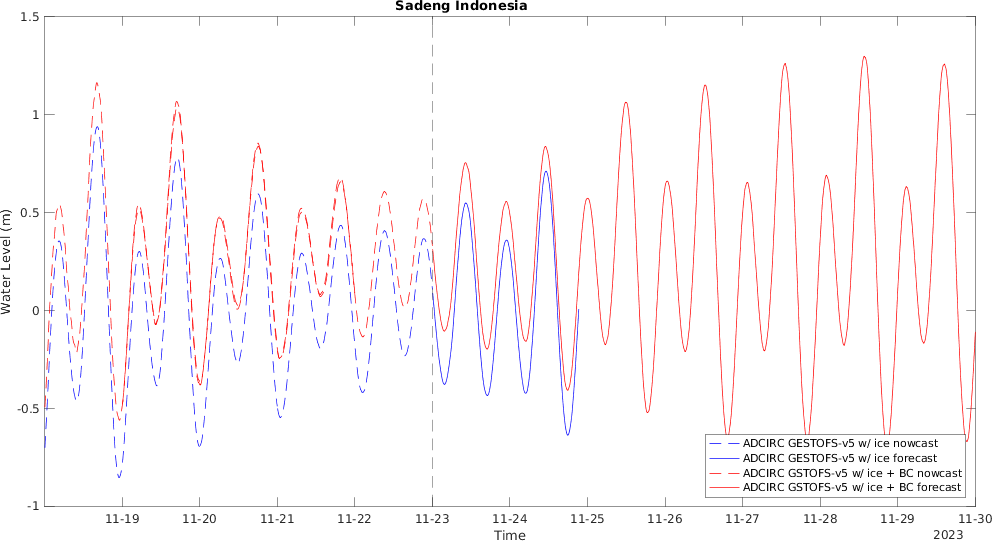 Sadeng Indonesia
Water Level (m)
1.5
1
0.5
0
-0.5
-1
11-19 11-20 11-21 11-22 11-23 11-24 11-25 11-26 11-27 11-28 11-29 11-30
Time
2023
ADCIRC GESTOFS-v5 w/ ice nowcast
ADCIRC GESTOFS-v5 w/ ice forecast
ADCIRC GSTOFS-v5 w/ ice + BC nowcast
ADCIRC GSTOFS-v5 w/ ice + BC forecast